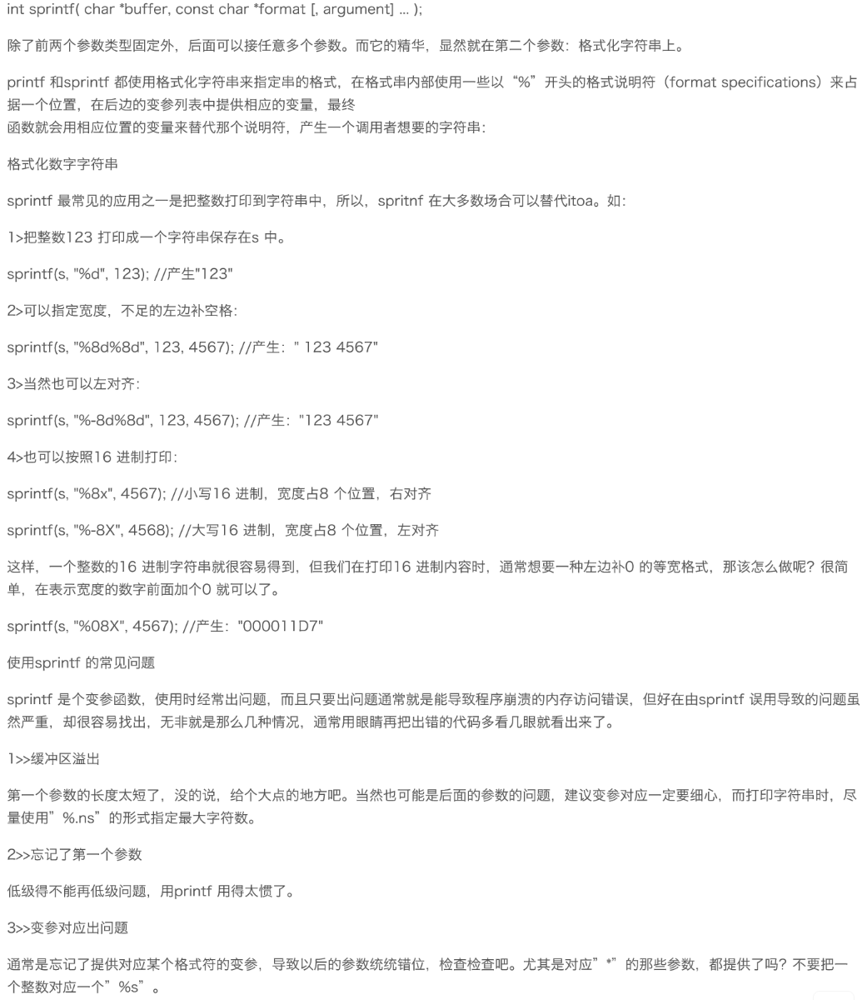 int sprintf( char *buffer, const char *format [, argument] ... );
除了前两个参数类型固定外，后面可以接任意多个参数。而它的精华，显然就在第二个参数：格式化字符串上。
printf 和sprintf 都使用格式化字符串来指定串的格式，在格式串内部使用一些以“%”开头的格式说明符（format specifications）来占
据一个位置，在后边的变参列表中提供相应的变量，最终
函数就会用相应位置的变量来替代那个说明符，产生一个调用者想要的字符串：
格式化数字字符串
sprintf 最常见的应用之一是把整数打印到字符串中，所以，spritnf 在大多数场合可以替代itoa。如：
1>把整数123 打印成一个字符串保存在s 中。
sprintf(s, "%d", 123); //产生"123"
2>可以指定宽度，不足的左边补空格：
sprintf(s, "%8d%8d", 123, 4567); //产生：" 123 4567"
3>当然也可以左对齐：
sprintf(s, "%-8d%8d", 123, 4567); //产生："123 4567"
4>也可以按照16 进制打印：
sprintf(s, "%8x", 4567); //小写16 进制，宽度占8 个位置，右对齐
sprintf(s, "%-8X", 4568); //大写16 进制，宽度占8 个位置，左对齐
这样，一个整数的16 进制字符串就很容易得到，但我们在打印16 进制内容时，通常想要一种左边补0 的等宽格式，那该怎么做呢？很简
单，在表示宽度的数字前面加个0 就可以了。
sprintf(s, "%08X", 4567); //产生："000011D7"
使用sprintf 的常见问题
sprintf 是个变参函数，使用时经常出问题，而且只要出问题通常就是能导致程序崩溃的内存访问错误，但好在由sprintf 误用导致的问题虽
然严重，却很容易找出，无非就是那么几种情况，通常用眼睛再把出错的代码多看几眼就看出来了。
1>>缓冲区溢出
第一个参数的长度太短了，没的说，给个大点的地方吧。当然也可能是后面的参数的问题，建议变参对应一定要细心，而打印字符串时，尽
量使用”%.ns”的形式指定最大字符数。
2>>忘记了第一个参数
低级得不能再低级问题，用printf 用得太惯了。
3>>变参对应出问题
通常是忘记了提供对应某个格式符的变参，导致以后的参数统统错位，检查检查吧。尤其是对应”*”的那些参数，都提供了吗？不要把一
个整数对应一个”%s”。